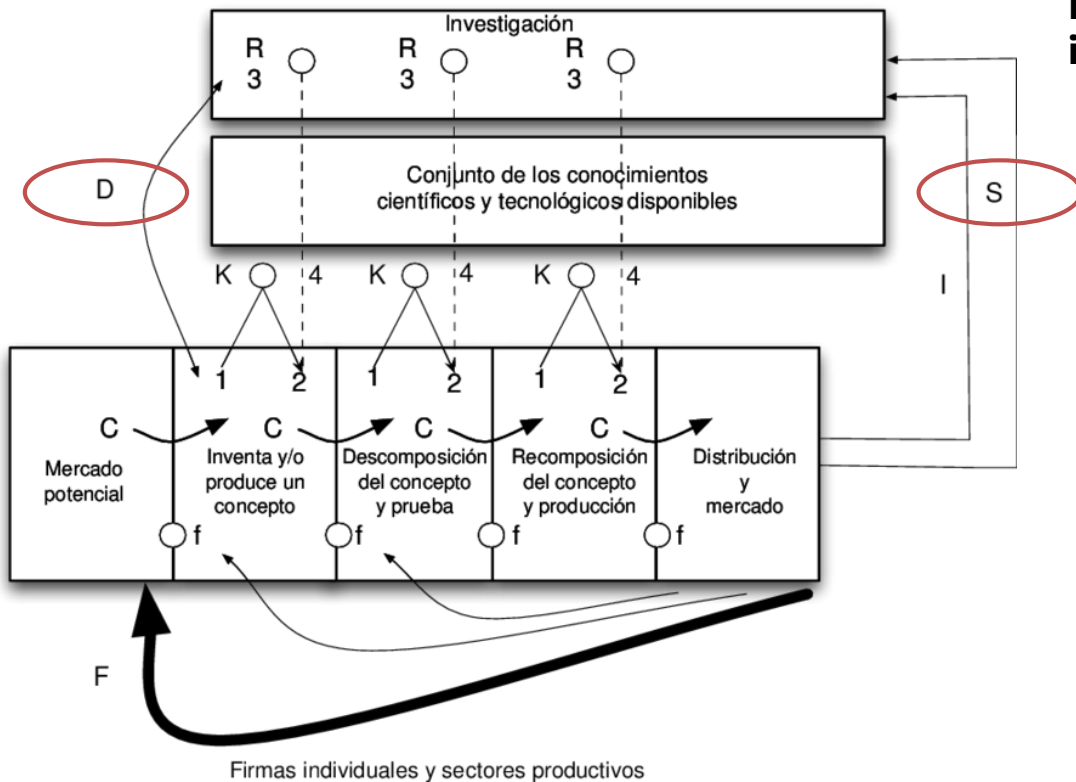 Investigación
R R R
3 3 3
D
Conjunto de los conocimientos
científicos y tecnológicos disponibles
S
K 4 K 4 K 4
I
1 2 1 2 1 2
C C C C
Mercado
potencial
Inventa y/o
produce un
concepto
Descomposición
del concepto
y prueba
Recomposición
del concepto
y producción
Distribución
y
mercado
f f f f
F
Firmas individuales y sectores productivos